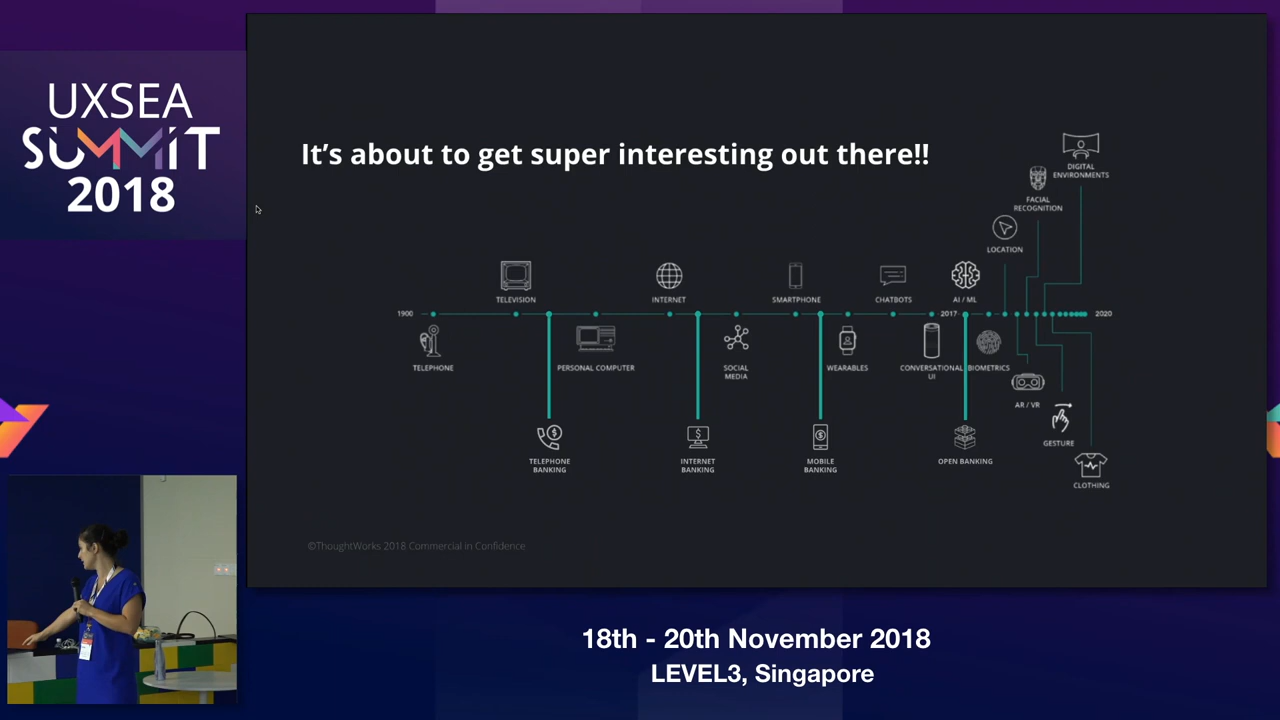 UXSEA
SUMMIT
2018
It's about to get super interesting out there!!
DIGITAL
ENVIRONMENTS
FACIAL
RECOGNITION
LOCATION
TELEVISION
INTERNET
SMARTPHONE
CHATBOTS
AI / ML
1900
2017
2020
TELEPHONE
PERSONAL COMPUTER
SOCIAL
MEDIA
WEARABLES
CONVERSATIONAL
UI
BIOMETRICS
AR / VR
GESTURE
TELEPHONE
BANKING
INTERNET
BANKING
MOBILE
BANKING
OPEN BANKING
CLOTHING
©ThoughtWorks 2018 Commercial in Confidence
18th - 20th November 2018
LEVEL3, Singapore